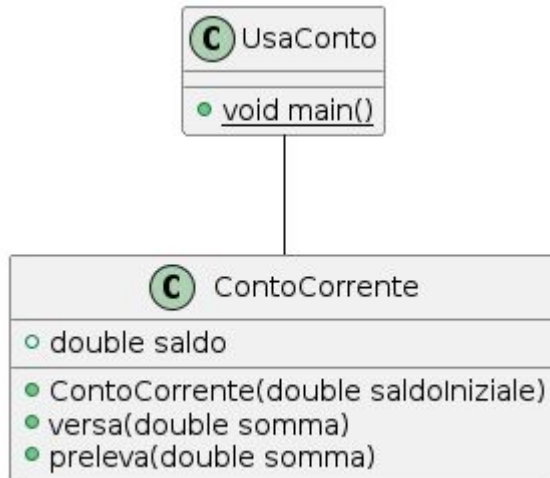 C UsaConto
void main()
C ContoCorrente
double saldo
ContoCorrente(double saldoIniziale)
versa(double somma)
preleva(double somma)